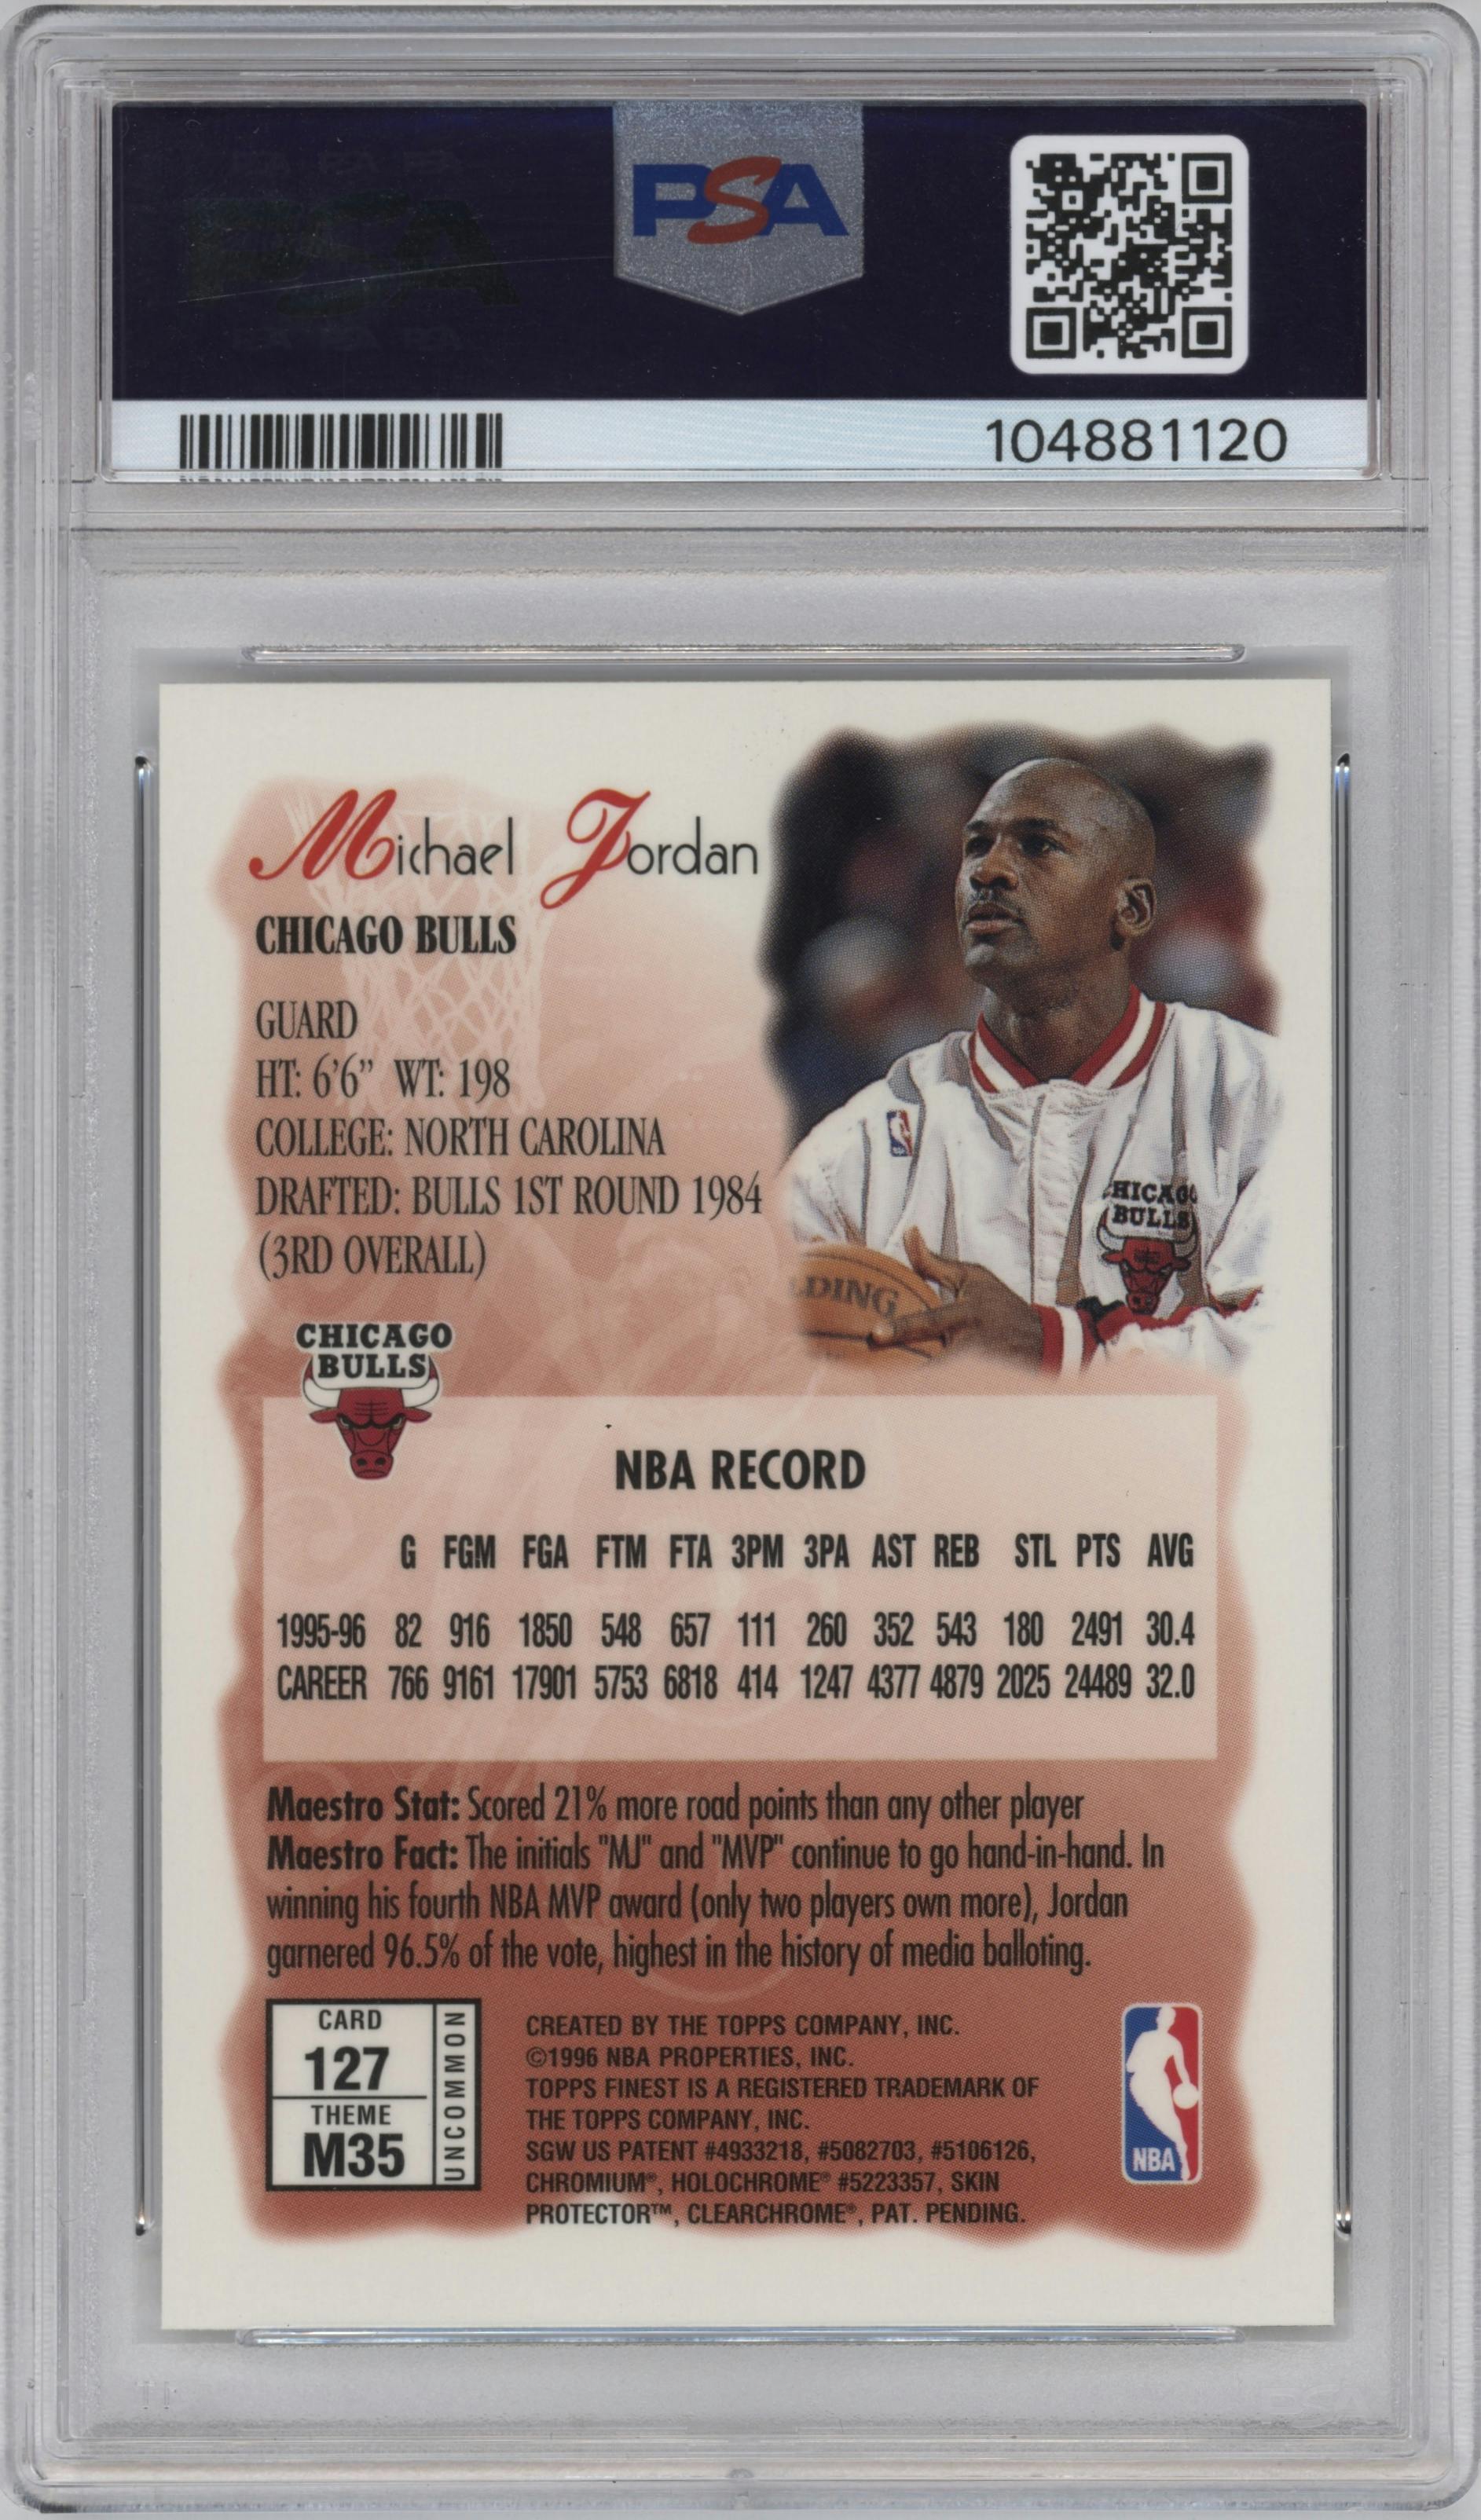 PSA
104881120
Michael Jordan
CHICAGO BULLS
GUARD
HT: 6'6" WT: 198
COLLEGE: NORTH CAROLINA
DRAFTED: BULLS 1ST ROUND 1984
(3RD OVERALL)
CHICAGO
BULLS
LDING
CHICAGO
BULLS
NBA RECORD
G FGM FGA FTM FTA 3PM 3PA AST REB STL PTS AVG
1995-96 82 916 1850 548 657 111 260 352 543 180 2491 30.4
CAREER 766 9161 17901 5753 6818 414 1247 4377 4879 2025 24489 32.0
Maestro Stat: Scored 21% more road points than any other player
Maestro Fact: The initials "MJ" and "MVP" continue to go hand-in-hand. In
winning his fourth NBA MVP award (only two players own more), Jordan
garnered 96.5% of the vote, highest in the history of media balloting.
CARD
127
THEME
M35
UNCOMMON
CREATED BY THE TOPPS COMPANY, INC.
©1996 NBA PROPERTIES, INC.
TOPPS FINEST IS A REGISTERED TRADEMARK OF
THE TOPPS COMPANY, INC.
SGW US PATENT #4933218, #5082703, #5106126,
CHROMIUM®, HOLOCHROME® #5223357, SKIN
PROTECTOR™, CLEARCHROME®, PAT. PENDING.
NBA